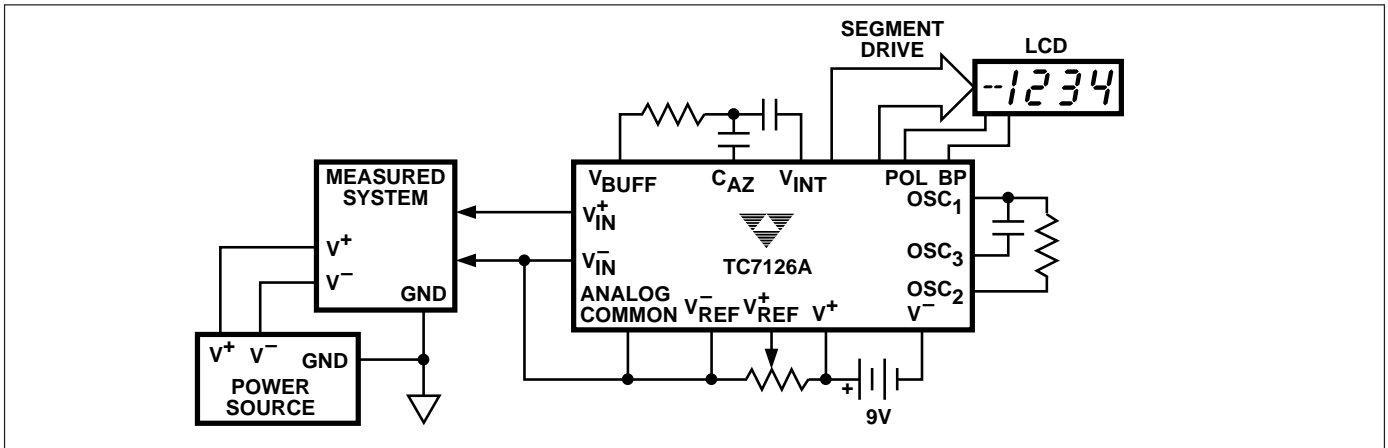 SEGMENT
DRIVE
LCD
-1234
MEASURED
SYSTEM
V+
V−
GND
V+ V− GND
POWER
SOURCE
VBUFF CAZ VINT POL BP
V+IN
V−IN
ANALOG
COMMON
V−REF V+REF V+ V−
TC7126A
OSC1
OSC3
OSC2
+
9V